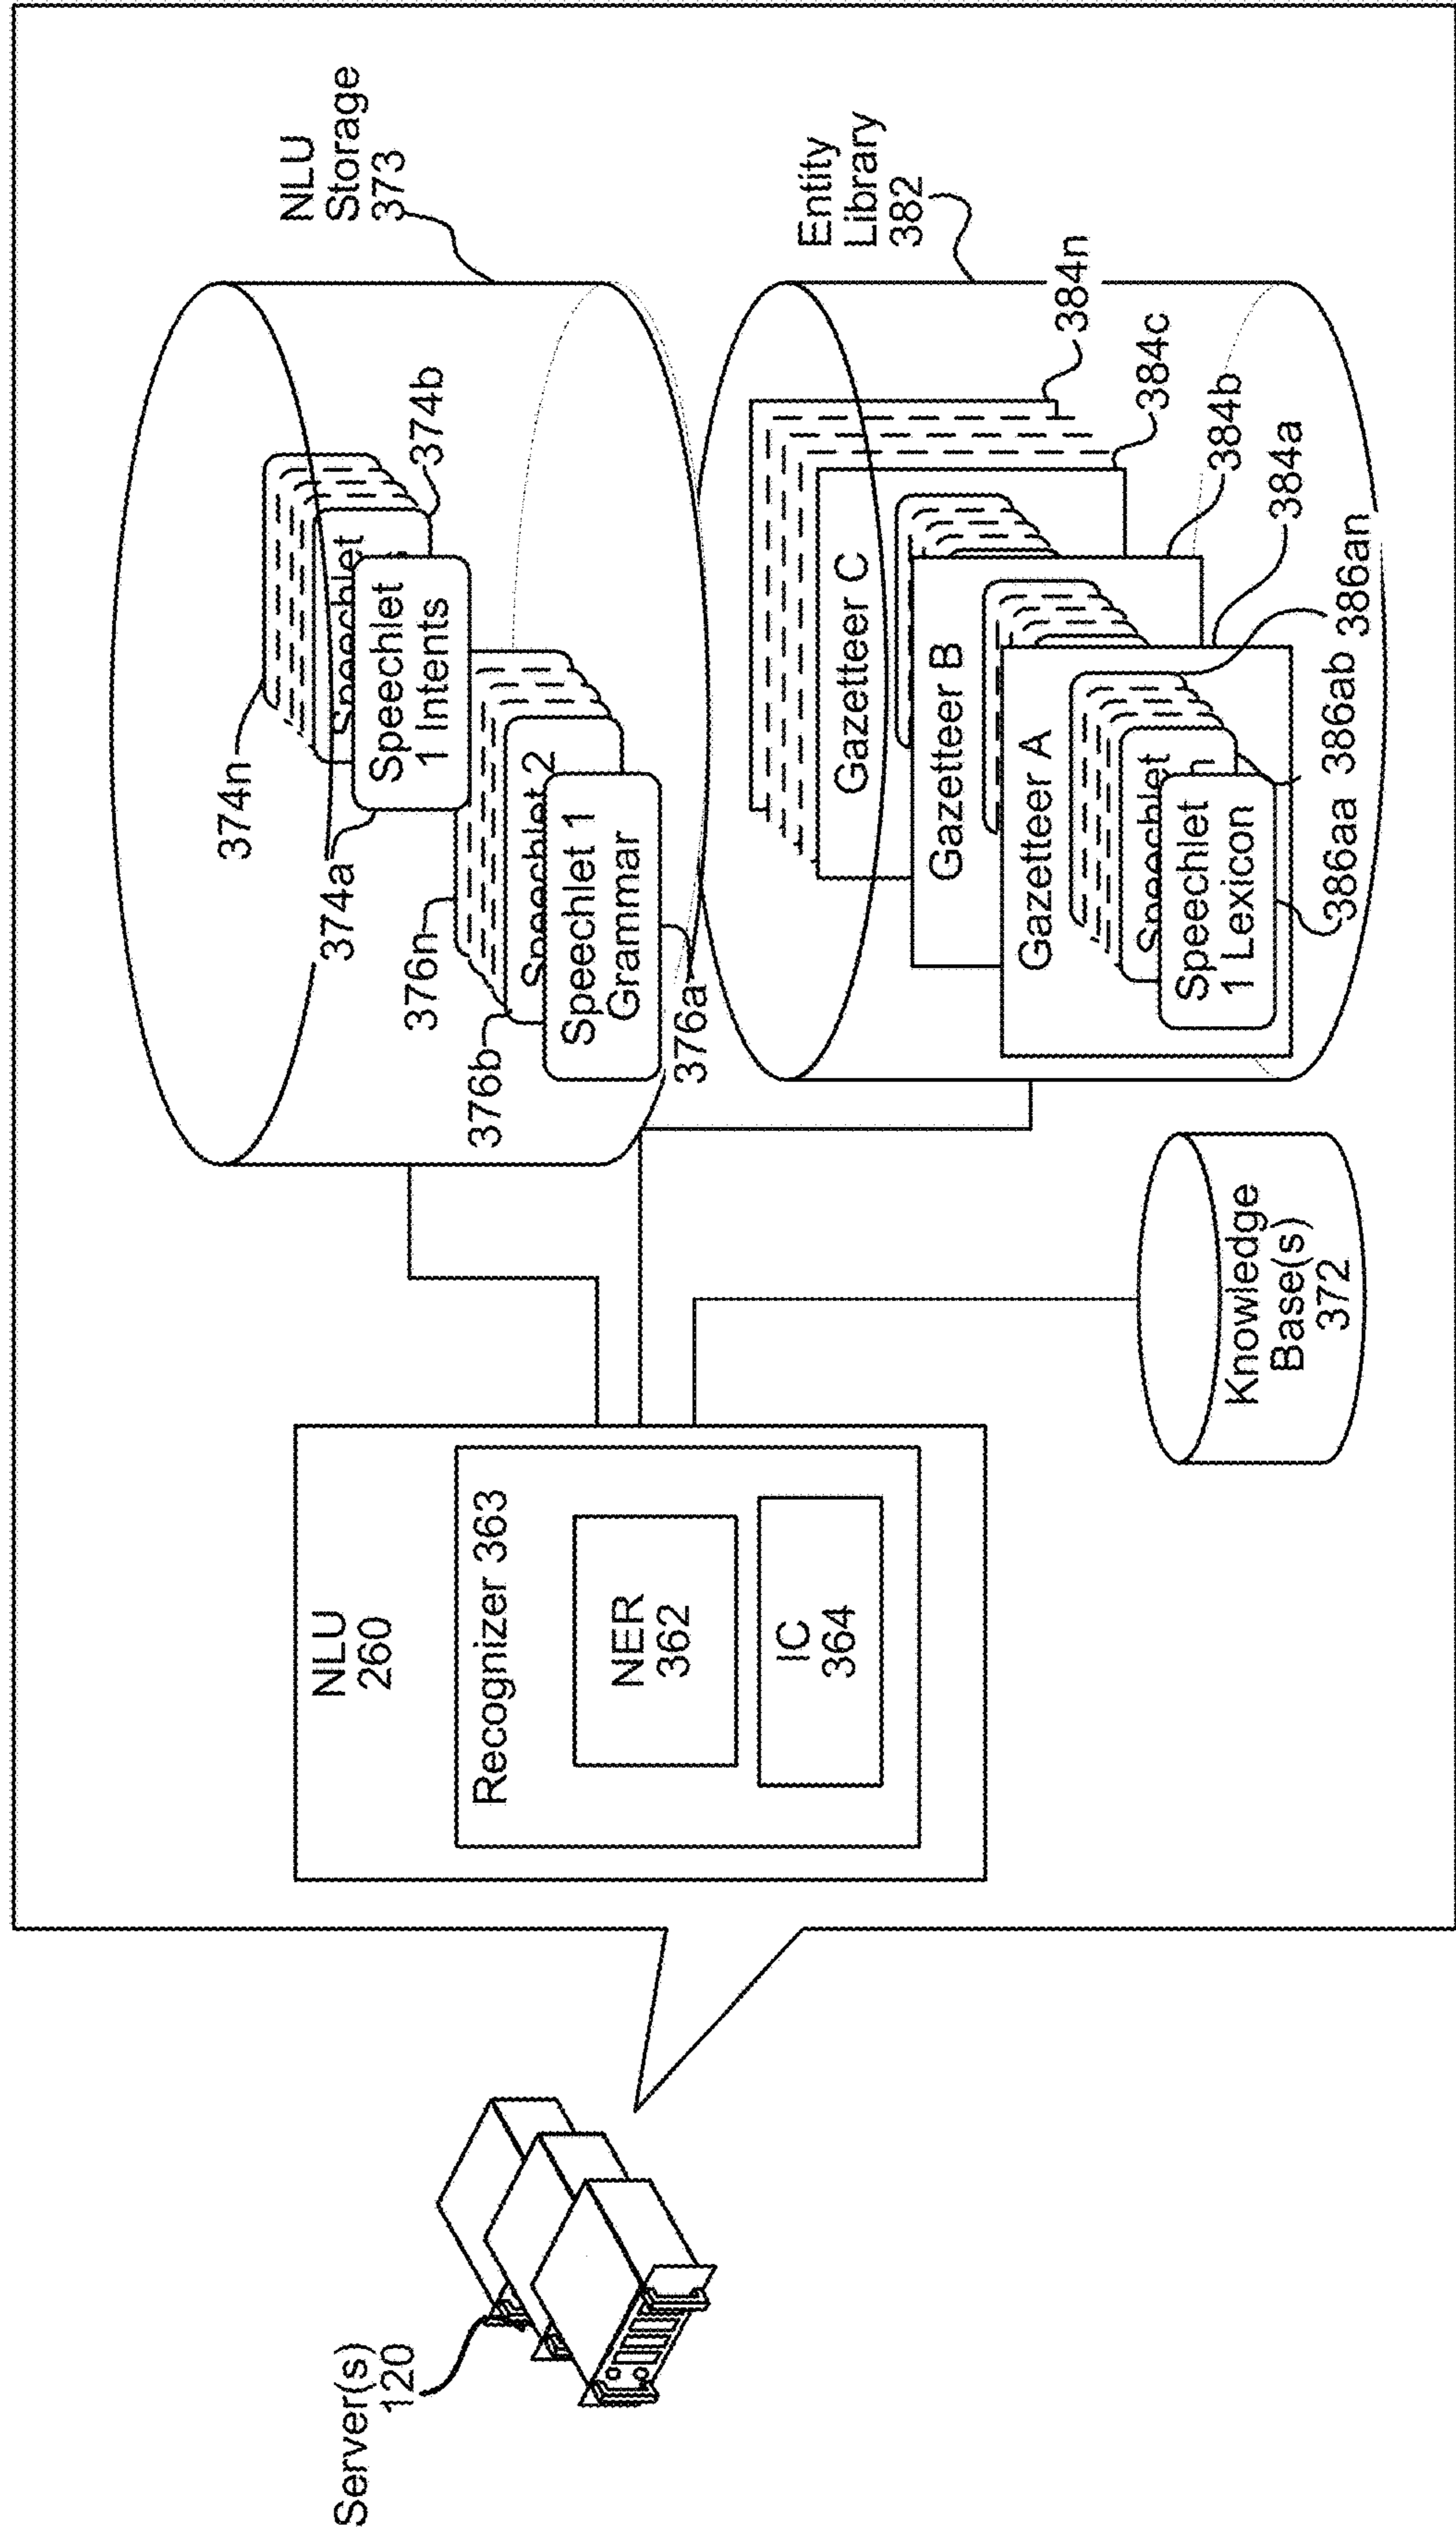 Server(s)
120
NLU
260
Recognizer 363
NER
362
IC
364
NLU
Storage
373
374n
374a
374b
Speechlet
Speechlet
1 Intents
376n
376b
376a
Speechlet 2
Speechlet 1
Grammar
Entity
Library
382
384n
384c
384b
384a
Gazetteer C
Gazetteer B
Gazetteer A
Speechlet
n
Speechlet
1 Lexicon
386aa 386ab 386an
Knowledge
Base(s)
372